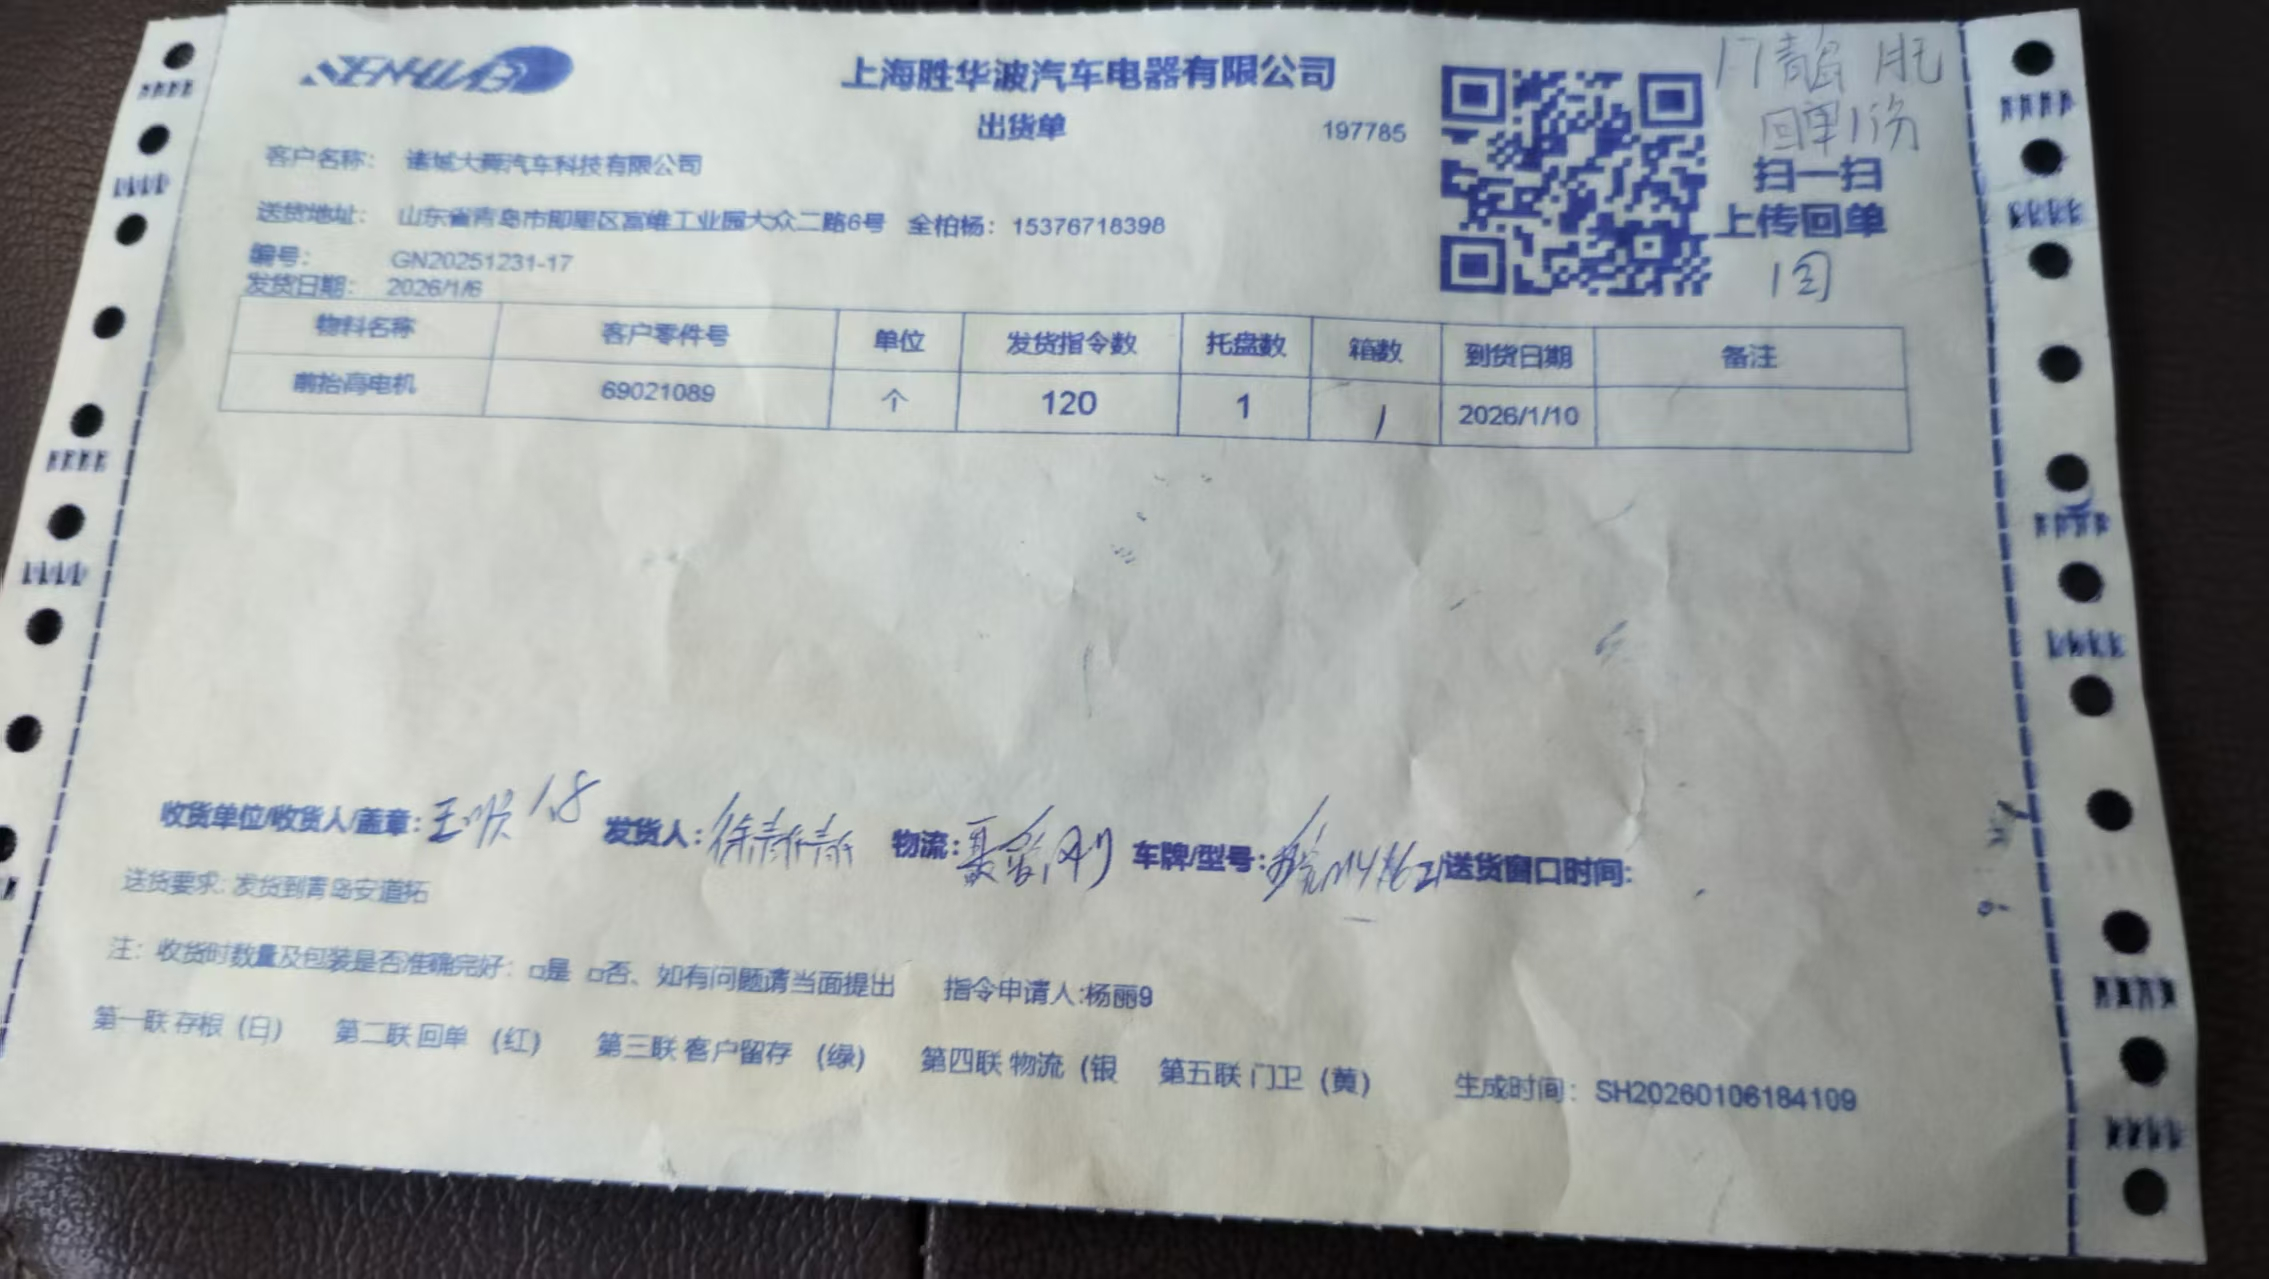 上海胜华波汽车电器有限公司
出货单 197785
回单1份
扫一扫
上传回单
客户名称： 诸城大舜汽车科技有限公司
送货地址： 山东省青岛市即墨区富雄工业园大众二路6号 全柏杨：15376718398
编号： GN20251231-17
发货日期： 2026/1/6
物料名称 客户零件号 单位 发货指令数 托盘数 箱数 到货日期 备注
前抬高电机 69021089 个 120 1 1 2026/1/10
收货单位/收货人/盖章： 1.8 发货人： 徐 物流： 车牌/型号： 送货窗口时间：
送货要求：发货到青岛安道拓
注：收货时数量及包装是否准确完好：□是 □否、如有问题请当面提出 指令申请人:杨丽9
第一联 存根（白） 第二联 回单 （红） 第三联 客户留存 （绿） 第四联 物流（银 第五联 门卫（黄） 生成时间： SH20260106184109